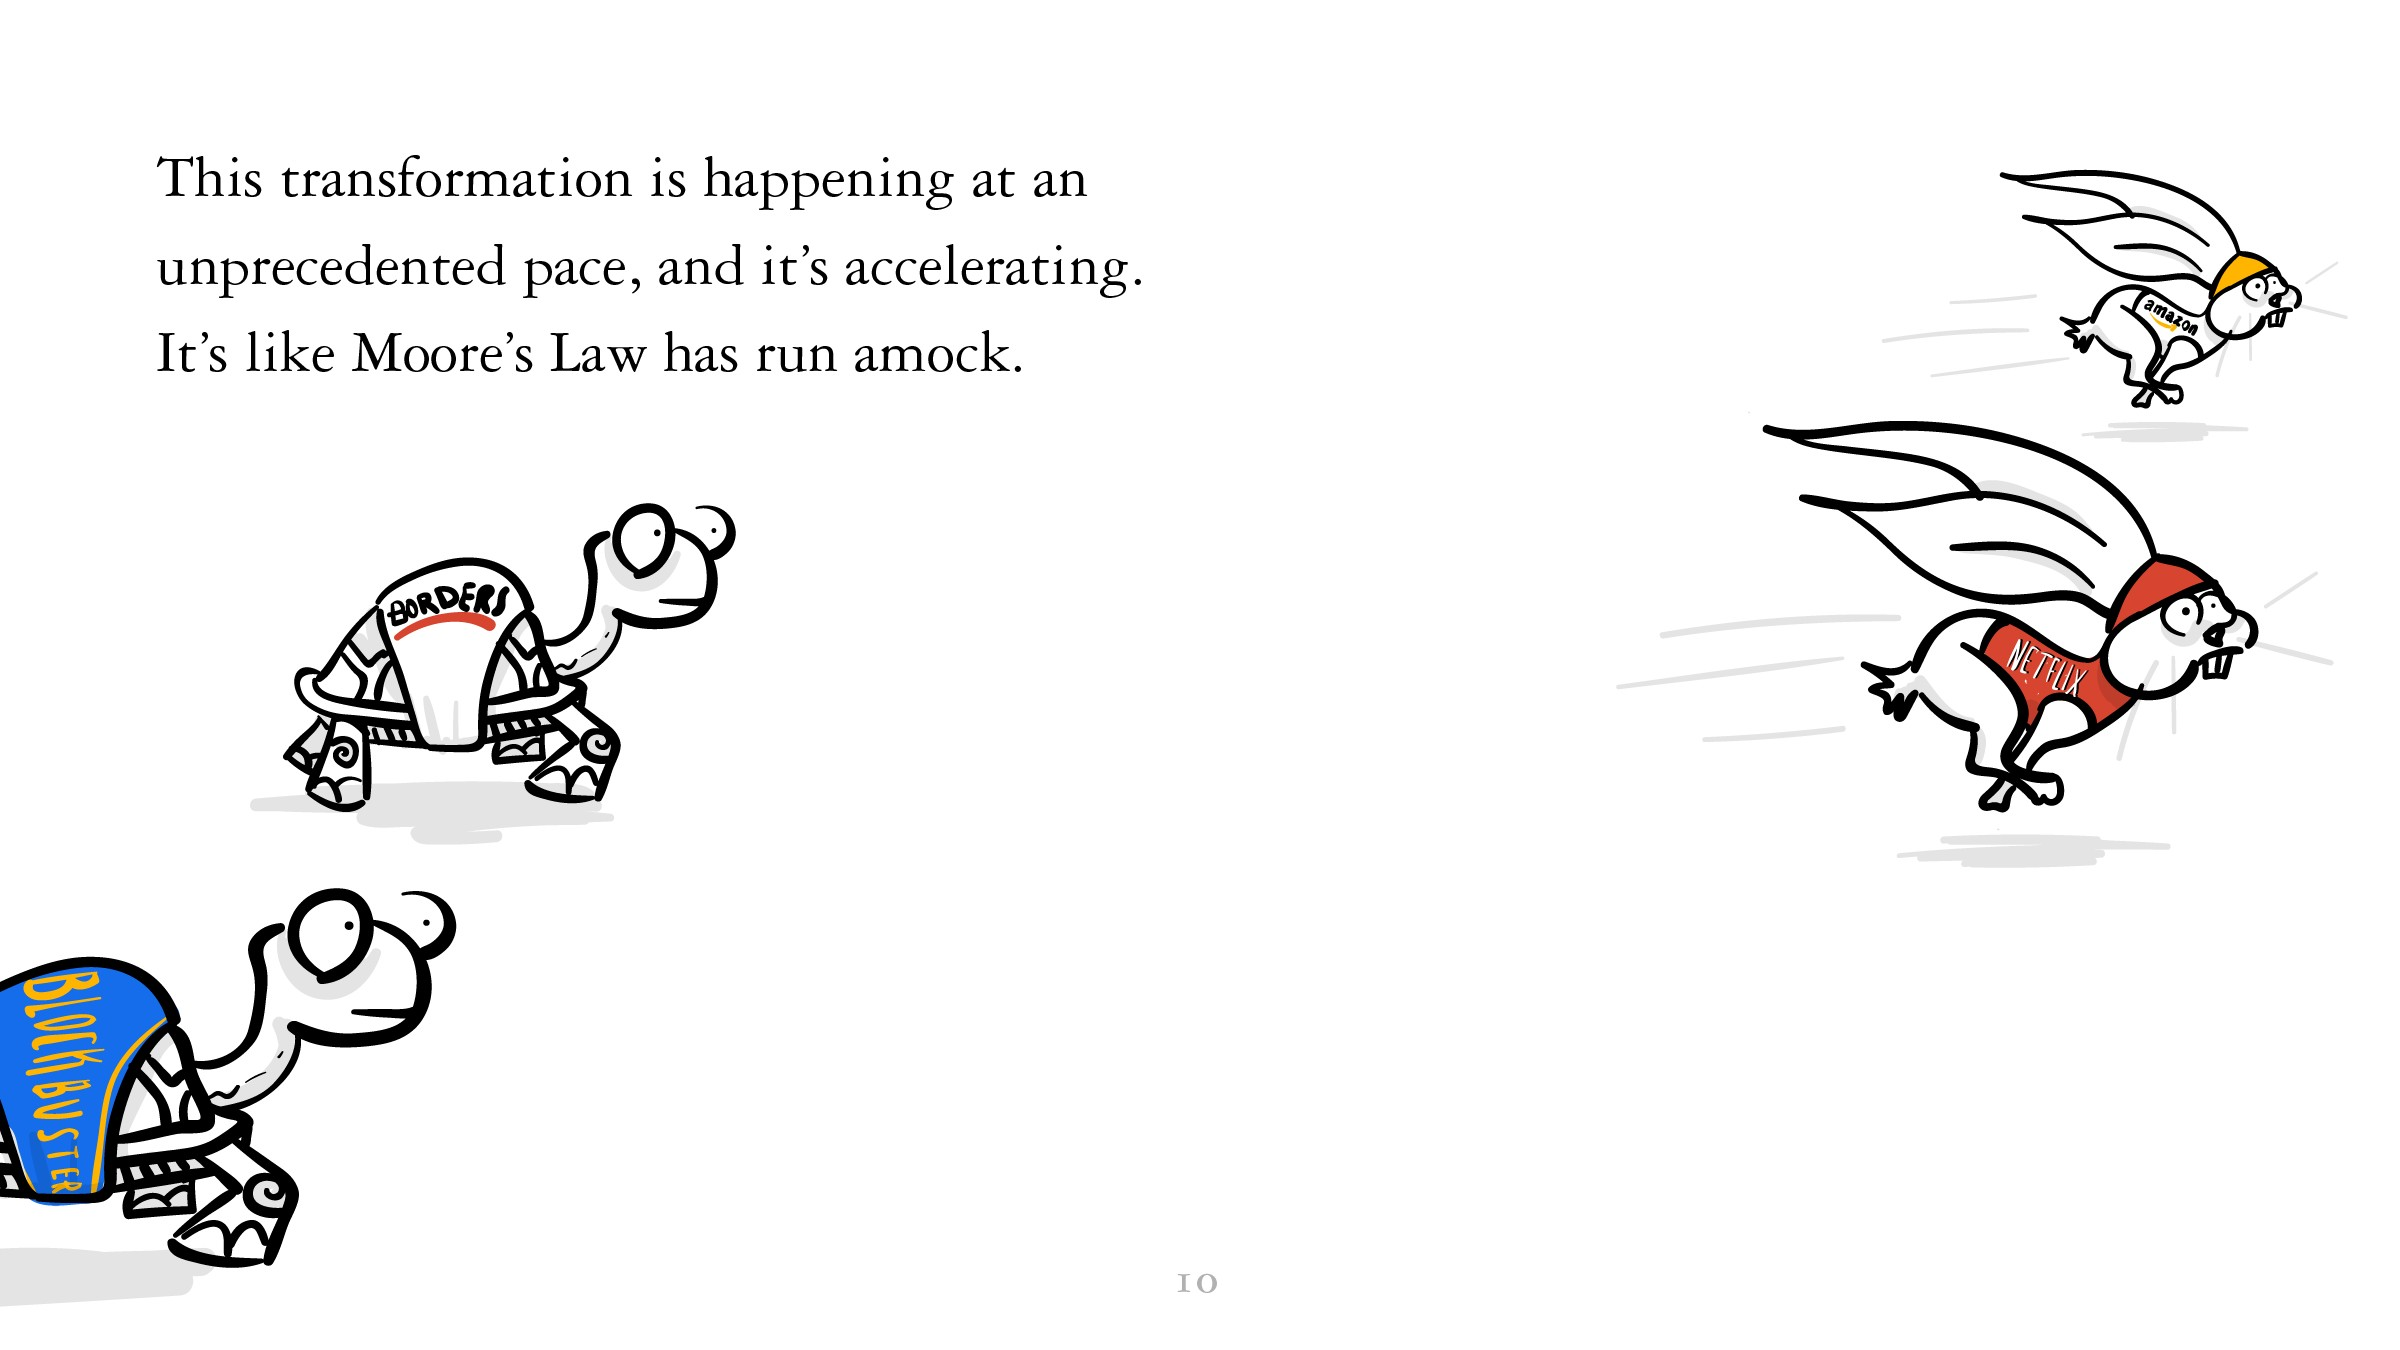 This transformation is happening at an
unprecedented pace, and it’s accelerating.
It’s like Moore’s Law has run amock.
amazon
BORDERS
NETFLIX
BLOCKBUSTER
10